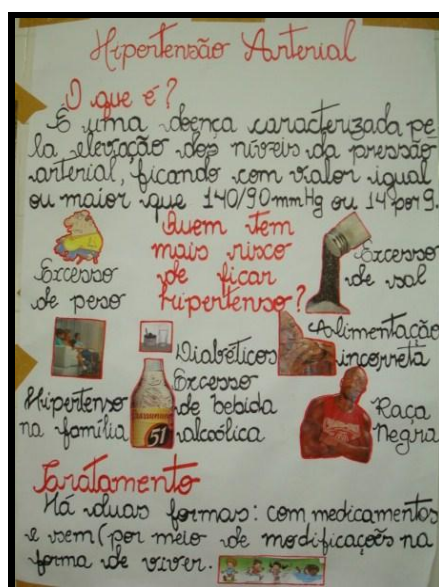 Hipertensão Arterial
O que é?
É uma doença caracterizada pe
la elevação dos níveis da pressão
arterial, ficando com valor igual
ou maior que 140/90mmHg ou 14 por 9.
Quem tem
mais risco
de ficar
hipertenso?
Excesso
de peso
Excesso
de sal
Diabéticos
Alimentação
incorreta
Hipertenso
na família
Excesso
de bebida
alcoólica
51
Raça
Negra
Taratamento
Há duas formas: com medicamentos
e sem (por meio de modificações na
forma de viver.